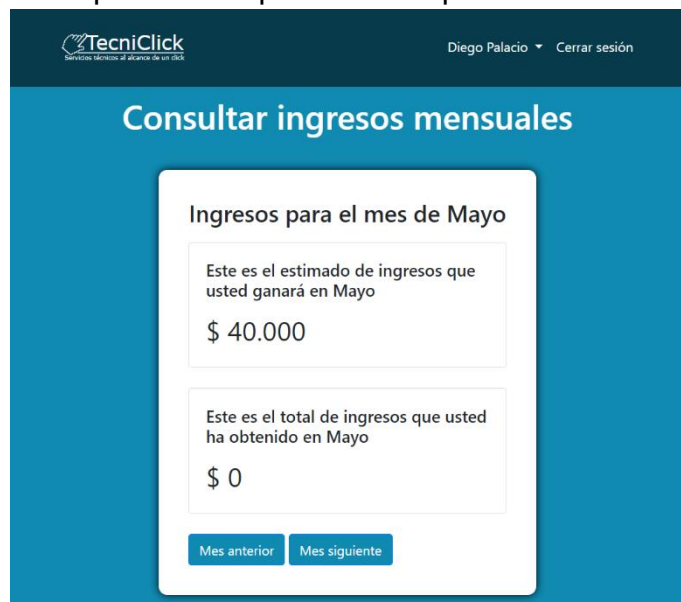 TecniClick
Servicios técnicos al alcance de un click
Diego Palacio
Cerrar sesión
Consultar ingresos mensuales
Ingresos para el mes de Mayo
Este es el estimado de ingresos que
usted ganará en Mayo
$ 40.000
Este es el total de ingresos que usted
ha obtenido en Mayo
$ 0
Mes anterior
Mes siguiente